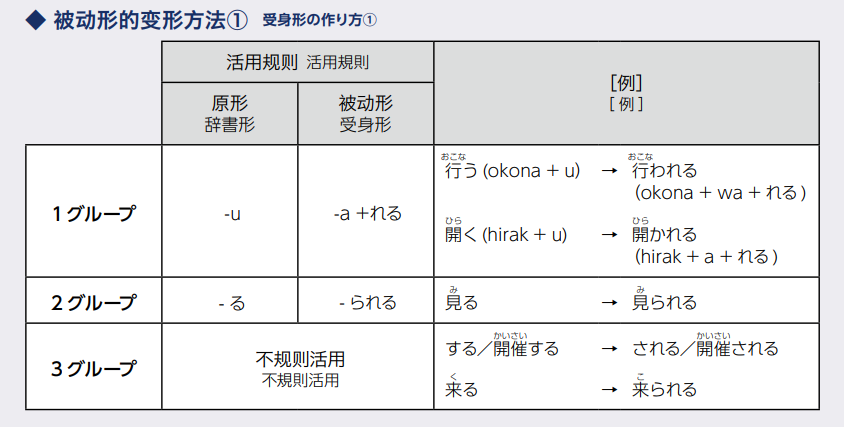 ◆ 被动形的变形方法① 受身形の作り方①
活用规则 活用規則
[例]
[ 例 ]
原形
辞書形
被动形
受身形
1グループ
-u
-a +れる
おこな おこな
行う (okona + u) → 行われる
(okona + wa + れる )
ひら ひら
開く (hirak + u) → 開かれる
(hirak + a + れる )
2グループ
- る
- られる
み み
見る → 見られる
3グループ
不规则活用
不規則活用
かいさい かいさい
する／開催する → される／開催される
く こ
来る → 来られる